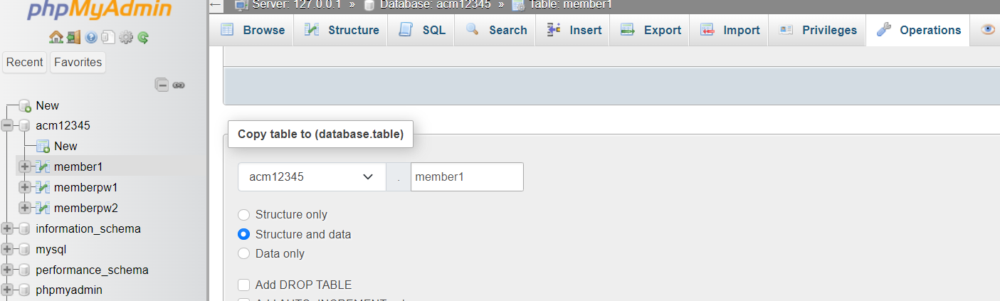 phpMyAdmin
Server: 127.0.0.1 » Database: acm12345 » Table: member1
Browse Structure SQL Search Insert Export Import Privileges Operations
Recent Favorites
New
acm12345
New
member1
memberpw1
memberpw2
information_schema
mysql
performance_schema
phpmyadmin
Copy table to (database.table)
acm12345 . member1
Structure only
Structure and data
Data only
Add DROP TABLE